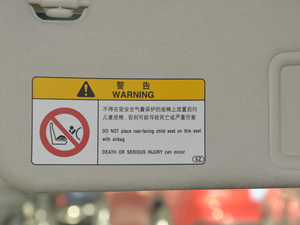 警 告
WARNING
不得在受安全气囊保护的座椅上放置后向
儿童座椅，否则可能导致死亡或严重伤害
DO NOT place rear-facing child seat on this seat
with airbag
DEATH OR SERIOUS INJURY can occur
SZ